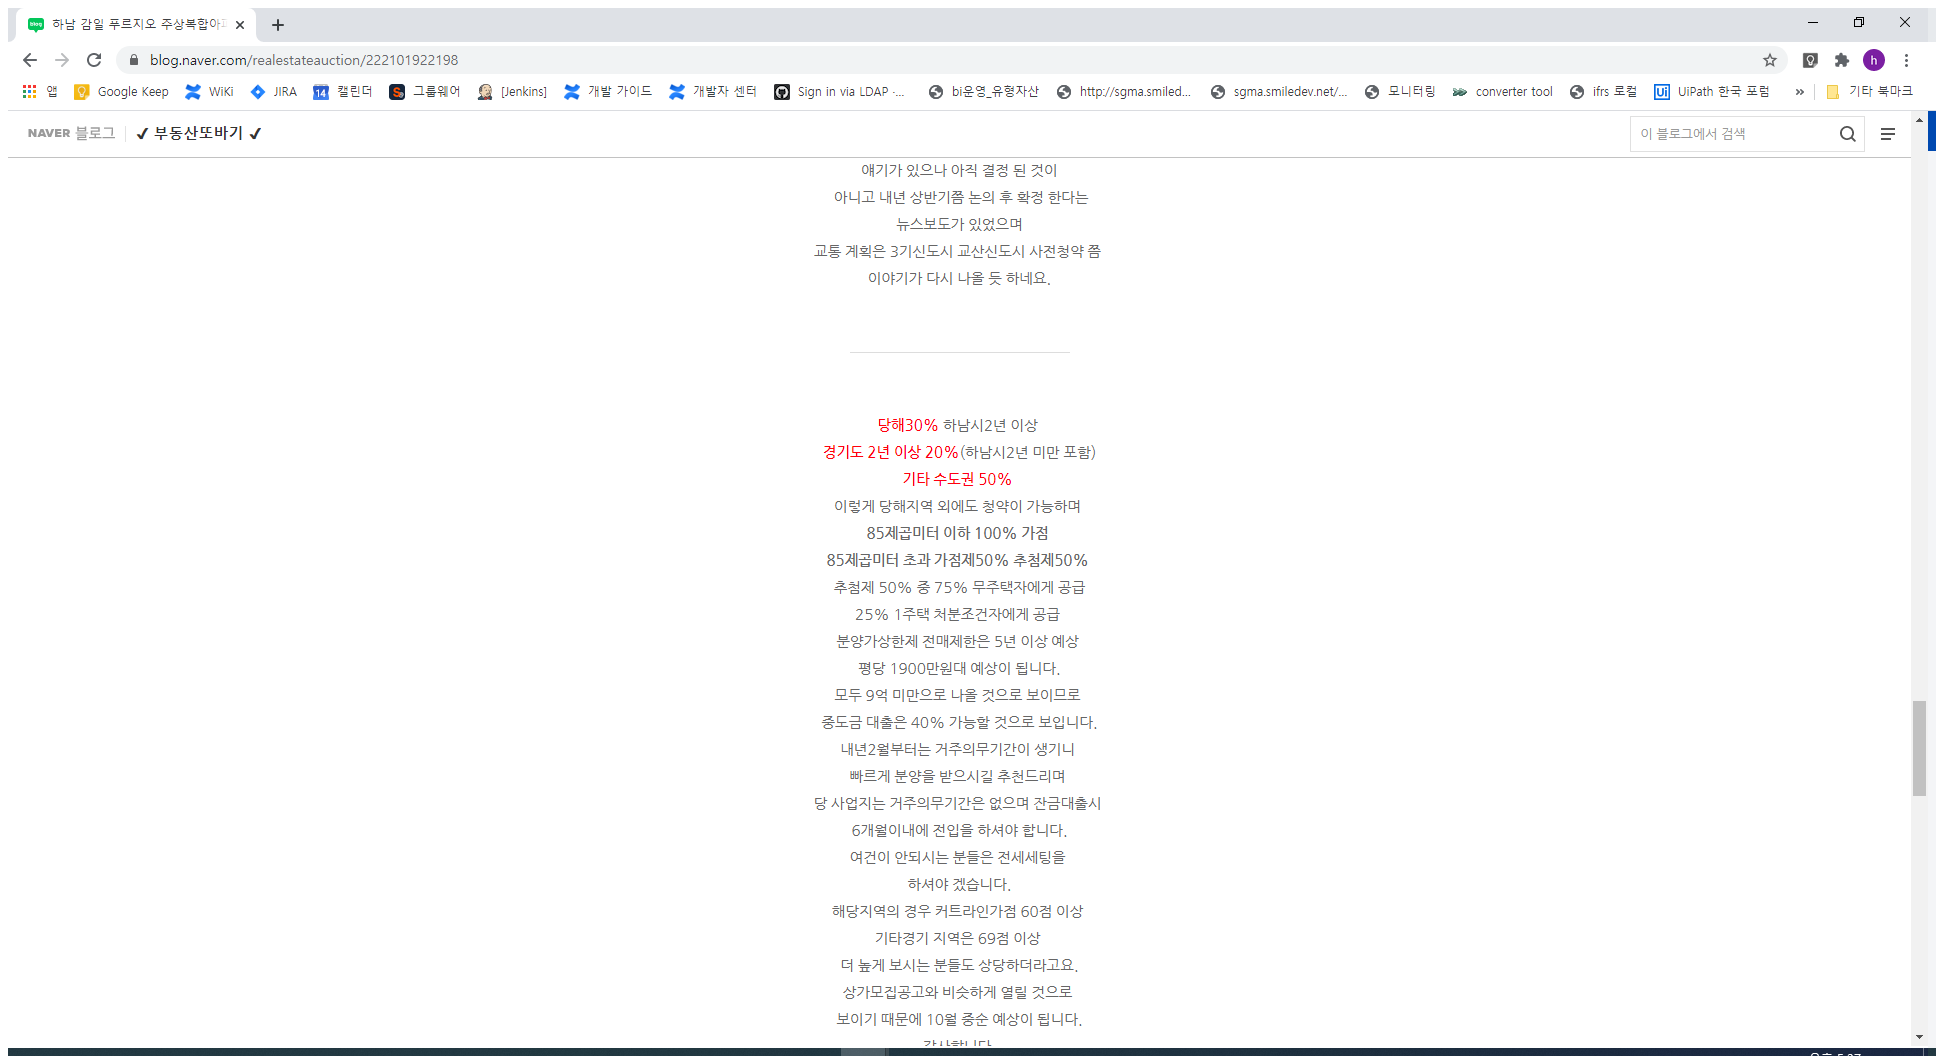 하남 감일 푸르지오 주상복합아파
blog.naver.com/realestateauction/222101922198
h
앱 Google Keep WiKi JIRA 캘린더 그룹웨어 [Jenkins] 개발 가이드 개발자 센터 Sign in via LDAP -... bi운영_유형자산 http://sgma.smiled... sgma.smiledev.net/... 모니터링 converter tool ifrs 로컬 UiPath 한국 포럼 » 기타 북마크
NAVER 블로그 ✔ 부동산또바기 ✔ 이 블로그에서 검색
얘기가 있으나 아직 결정 된 것이
아니고 내년 상반기쯤 논의 후 확정 한다는
뉴스보도가 있었으며
교통 계획은 3기신도시 교산신도시 사전청약 쯤
이야기가 다시 나올 듯 하네요.
당해30% 하남시2년 이상
경기도 2년 이상 20%(하남시2년 미만 포함)
기타 수도권 50%
이렇게 당해지역 외에도 청약이 가능하며
85제곱미터 이하 100% 가점
85제곱미터 초과 가점제50% 추첨제50%
추첨제 50% 중 75% 무주택자에게 공급
25% 1주택 처분조건자에게 공급
분양가상한제 전매제한은 5년 이상 예상
평당 1900만원대 예상이 됩니다.
모두 9억 미만으로 나올 것으로 보이므로
중도금 대출은 40% 가능할 것으로 보입니다.
내년2월부터는 거주의무기간이 생기니
빠르게 분양을 받으시길 추천드리며
당 사업지는 거주의무기간은 없으며 잔금대출시
6개월이내에 전입을 하셔야 합니다.
여건이 안되시는 분들은 전세세팅을
하셔야 겠습니다.
해당지역의 경우 커트라인가점 60점 이상
기타경기 지역은 69점 이상
더 높게 보시는 분들도 상당하더라고요.
상가모집공고와 비슷하게 열릴 것으로
보이기 때문에 10월 중순 예상이 됩니다.